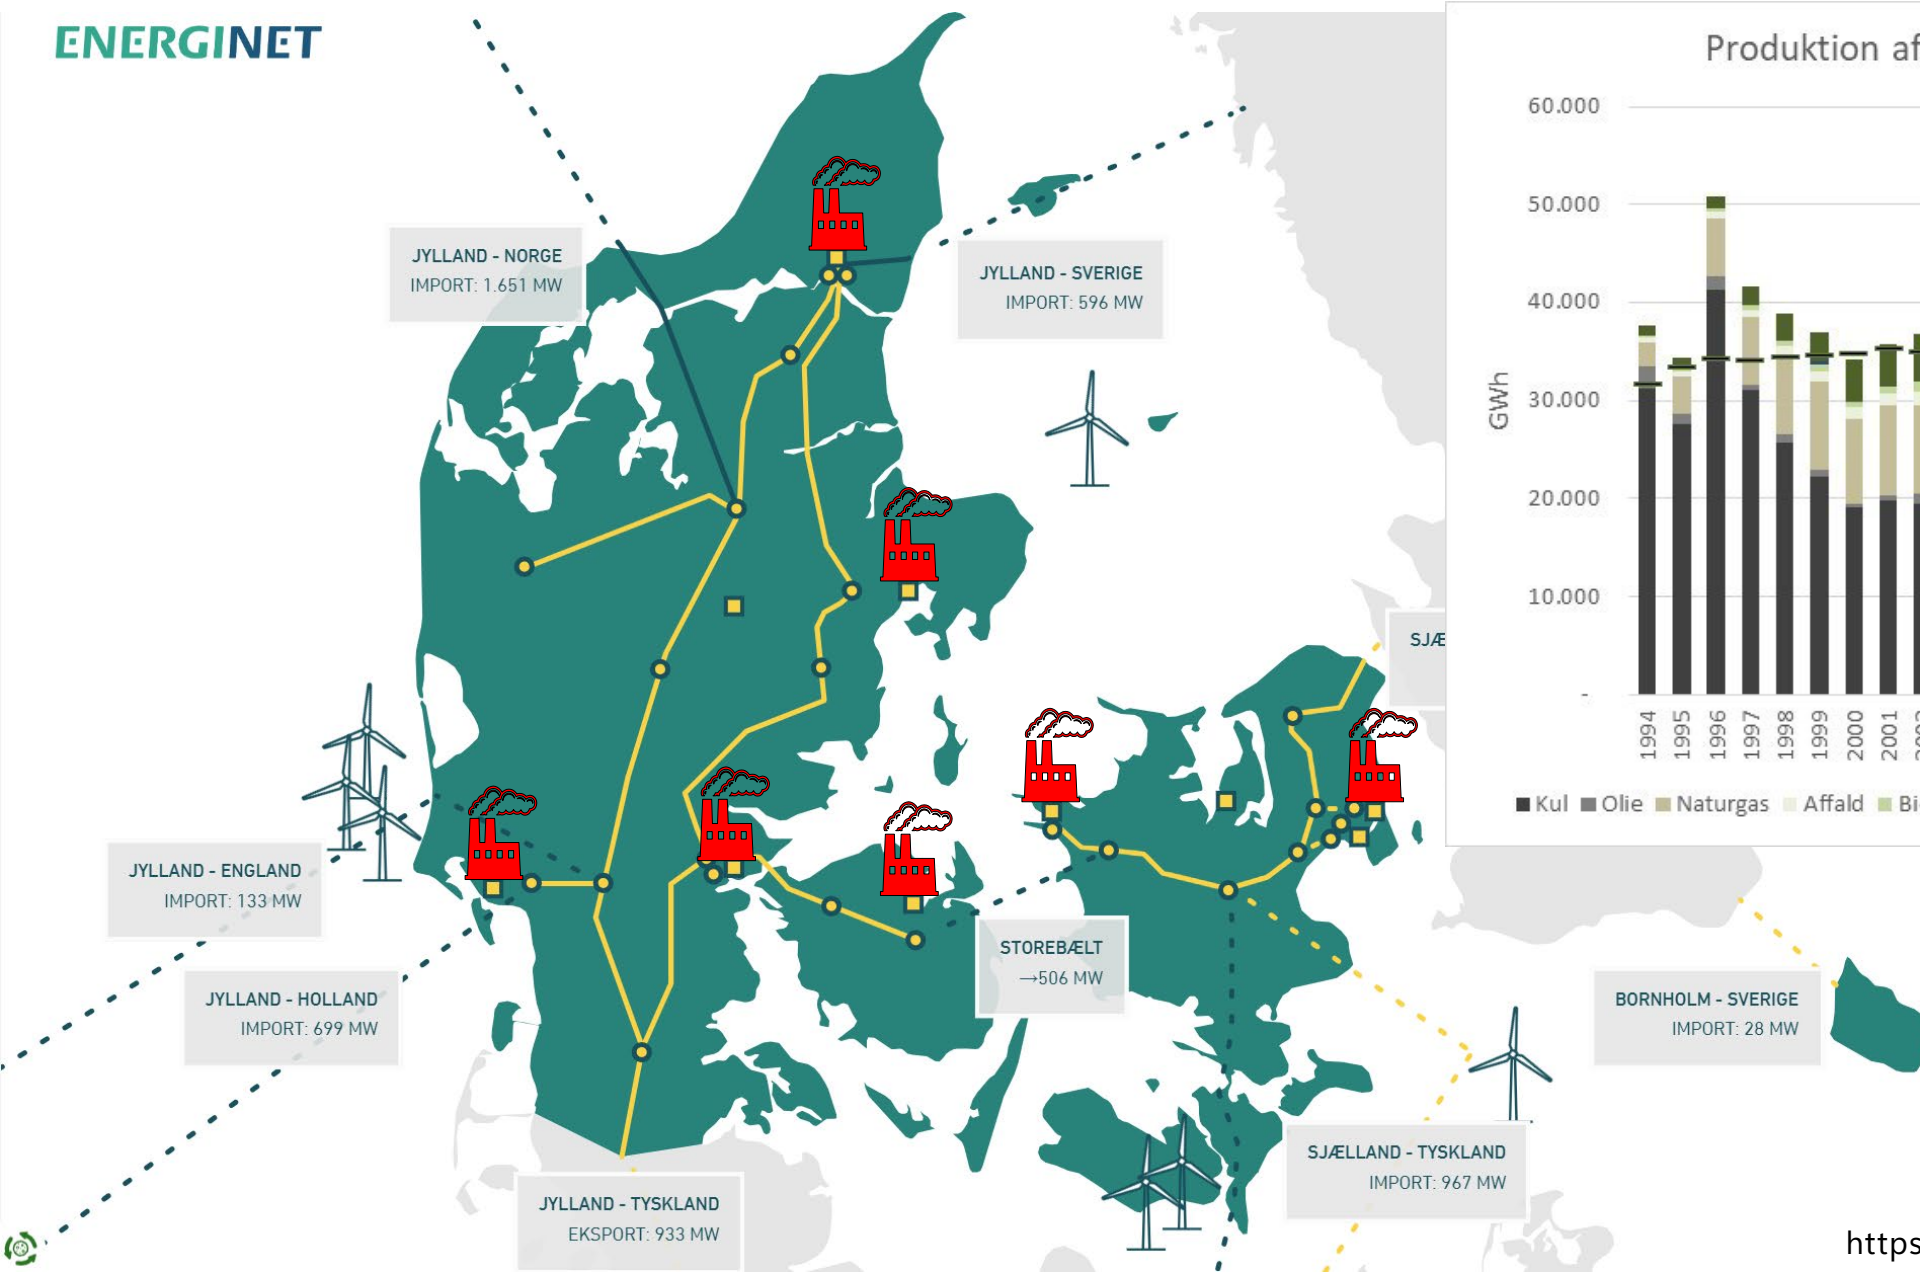 ENERGINET
JYLLAND - NORGE
IMPORT: 1.651 MW
JYLLAND - SVERIGE
IMPORT: 596 MW
JYLLAND - ENGLAND
IMPORT: 133 MW
JYLLAND - HOLLAND
IMPORT: 699 MW
STOREBÆLT
→506 MW
BORNHOLM - SVERIGE
IMPORT: 28 MW
SJÆLLAND - TYSKLAND
IMPORT: 967 MW
JYLLAND - TYSKLAND
EKSPORT: 933 MW
SJÆ
Produktion af
GWh
60.000
50.000
40.000
30.000
20.000
10.000
-
1994
1995
1996
1997
1998
1999
2000
2001
Kul Olie Naturgas Affald Bi
https